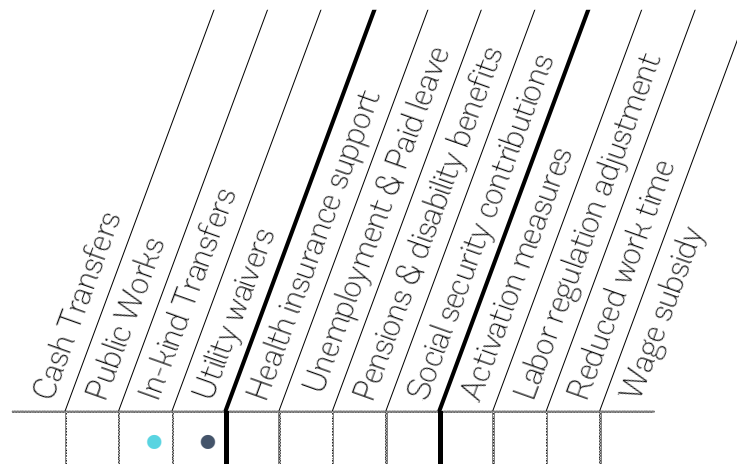 Cash Transfers
Public Works
In-kind Transfers
Utility waivers
Health insurance support
Unemployment & Paid leave
Pensions & disability benefits
Social security contributions
Activation measures
Labor regulation adjustment
Reduced work time
Wage subsidy